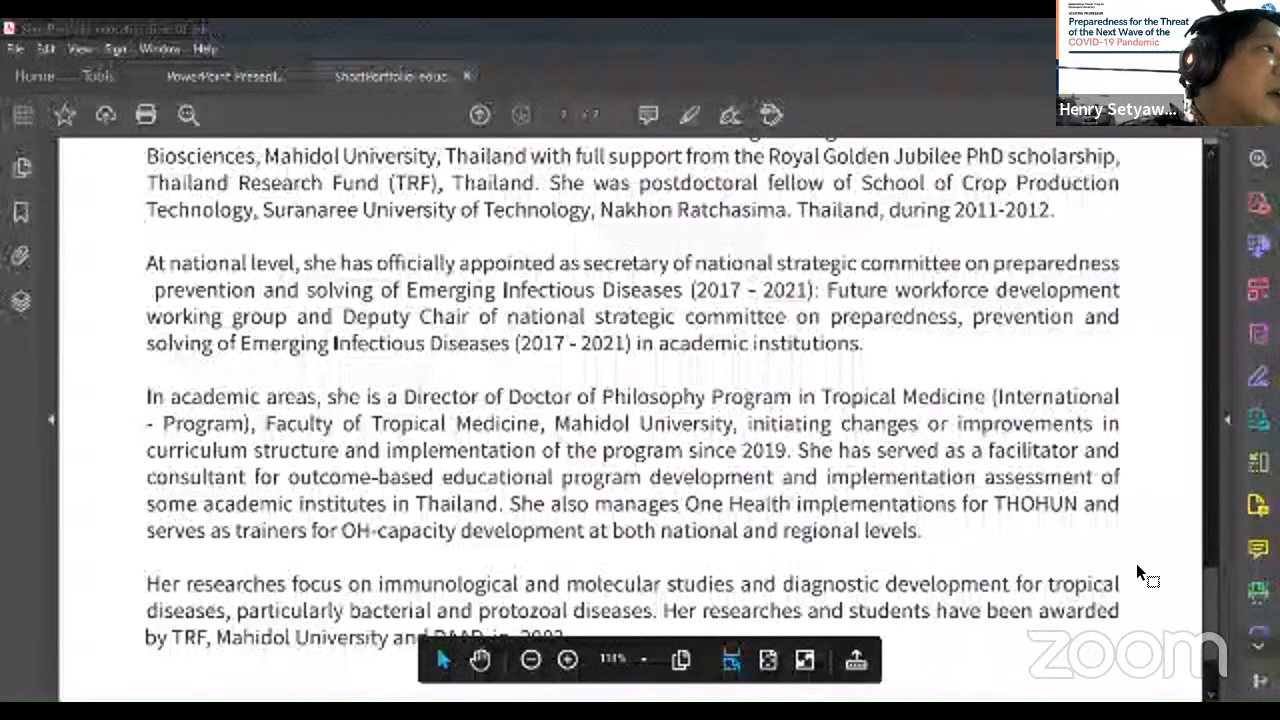 File Edit View Sign Window Help
Home Tools PowerPoint Present... ShortPortfolio-educ... ×
VISITING PROFESSOR
Preparedness for the Threat
of the Next Wave of the
COVID-19 Pandemic
Henry Setyaw...
Biosciences, Mahidol University, Thailand with full support from the Royal Golden Jubilee PhD scholarship,
Thailand Research Fund (TRF), Thailand. She was postdoctoral fellow of School of Crop Production
Technology, Suranaree University of Technology, Nakhon Ratchasima. Thailand, during 2011-2012.
At national level, she has officially appointed as secretary of national strategic committee on preparedness
prevention and solving of Emerging Infectious Diseases (2017 - 2021): Future workforce development
working group and Deputy Chair of national strategic committee on preparedness, prevention and
solving of Emerging Infectious Diseases (2017 - 2021) in academic institutions.
In academic areas, she is a Director of Doctor of Philosophy Program in Tropical Medicine (International
- Program), Faculty of Tropical Medicine, Mahidol University, initiating changes or improvements in
curriculum structure and implementation of the program since 2019. She has served as a facilitator and
consultant for outcome-based educational program development and implementation assessment of
some academic institutes in Thailand. She also manages One Health implementations for THOHUN and
serves as trainers for OH-capacity development at both national and regional levels.
Her researches focus on immunological and molecular studies and diagnostic development for tropical
diseases, particularly bacterial and protozoal diseases. Her researches and students have been awarded
by TRF, Mahidol University and
zoom